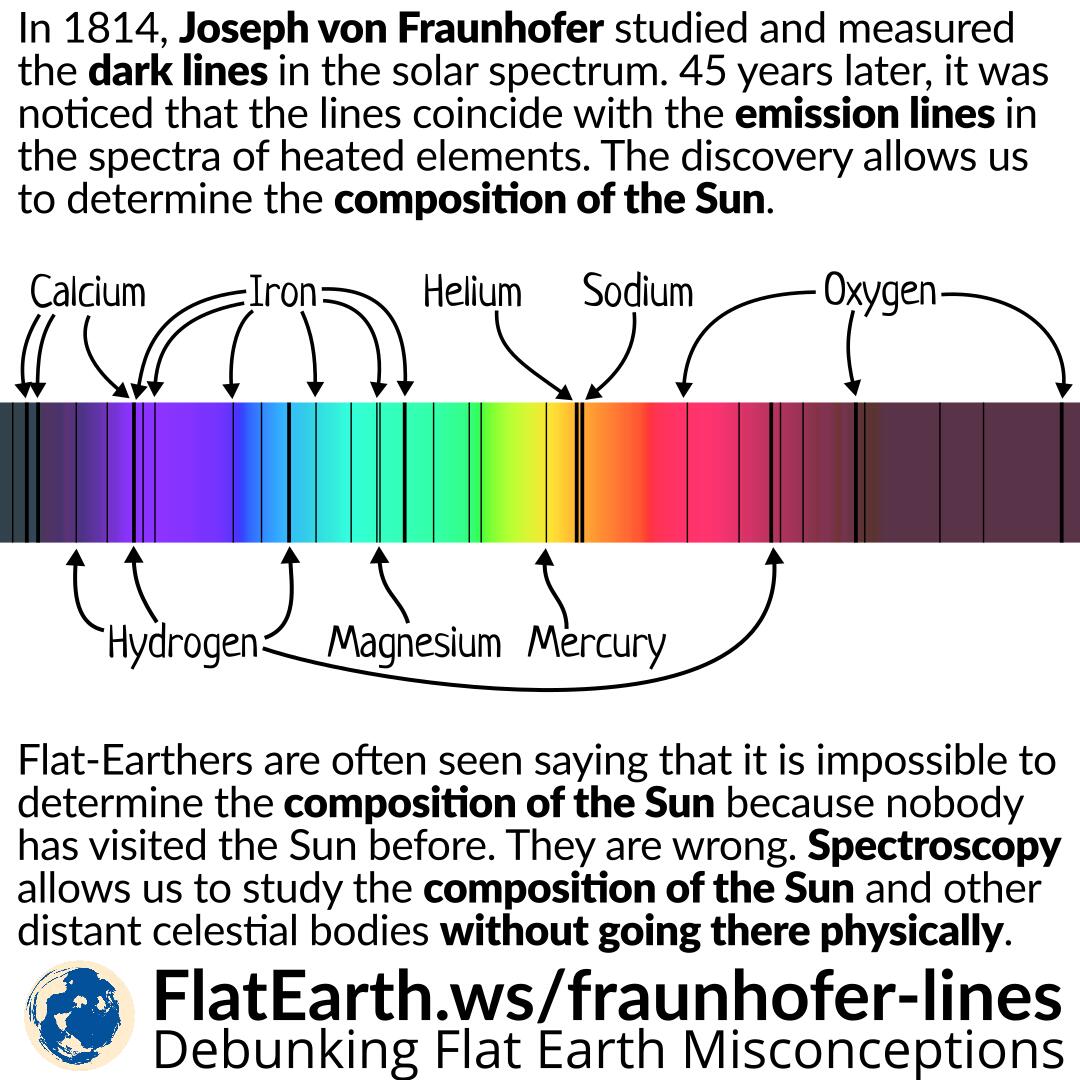 In 1814, Joseph von Fraunhofer studied and measured
the dark lines in the solar spectrum. 45 years later, it was
noticed that the lines coincide with the emission lines in
the spectra of heated elements. The discovery allows us
to determine the composition of the Sun.
Calcium Iron Helium Sodium Oxygen
Hydrogen Magnesium Mercury
Flat-Earthers are often seen saying that it is impossible to
determine the composition of the Sun because nobody
has visited the Sun before. They are wrong. Spectroscopy
allows us to study the composition of the Sun and other
distant celestial bodies without going there physically.
FlatEarth.ws/fraunhofer-lines
Debunking Flat Earth Misconceptions